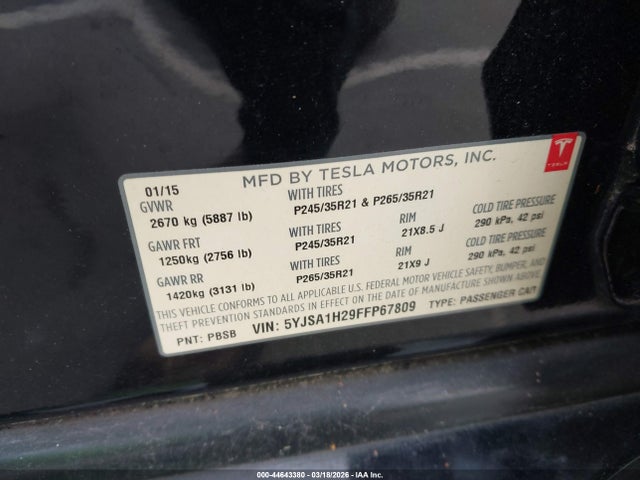 MFD BY TESLA MOTORS, INC.
TESLA
01/15
GVWR WITH TIRES
2670 kg (5887 lb) P245/35R21 & P265/35R21
GAWR FRT WITH TIRES RIM COLD TIRE PRESSURE
1250kg (2756 lb) P245/35R21 21X8.5 J 290 kPa, 42 psi
GAWR RR WITH TIRES RIM COLD TIRE PRESSURE
1420kg (3131 lb) P265/35R21 21X9 J 290 kPa, 42 psi
THIS VEHICLE CONFORMS TO ALL APPLICABLE U.S. FEDERAL MOTOR VEHICLE SAFETY, BUMPER, AND
THEFT PREVENTION STANDARDS IN EFFECT ON THE DATE OF MANUFACTURE SHOWN ABOVE.
PNT: PBSB VIN: 5YJSA1H29FFP67809 TYPE: PASSENGER CAR
000-44643380 | 03/18/2026 - IAA Inc.